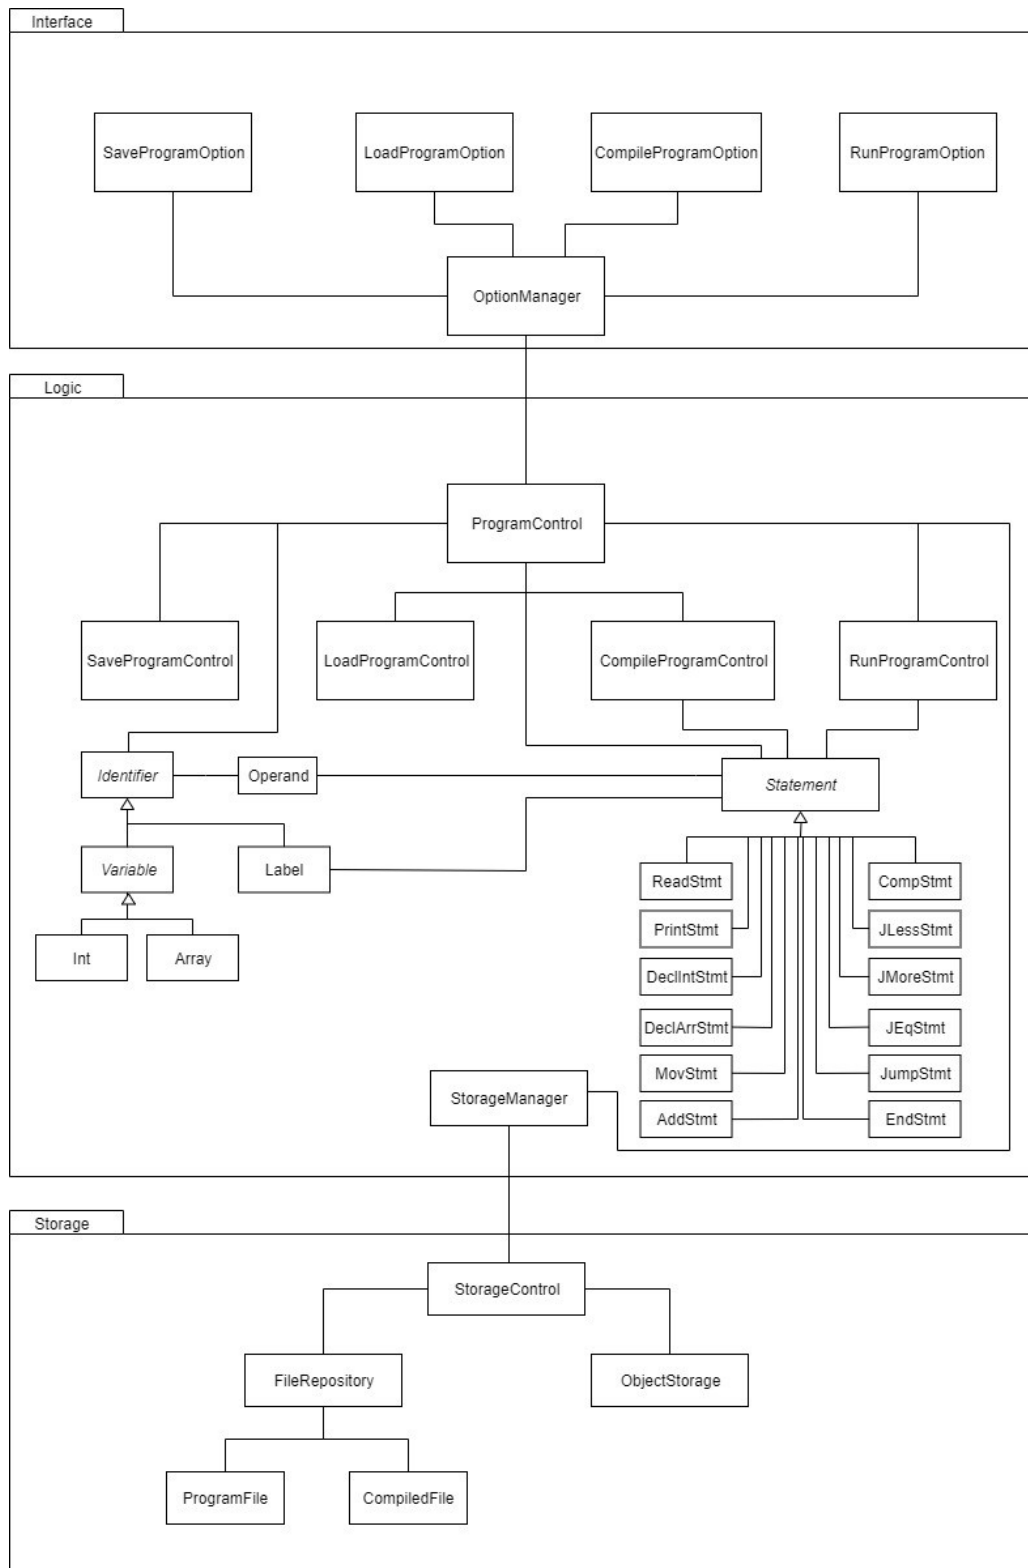 Interface
SaveProgramOption
LoadProgramOption
CompileProgramOption
RunProgramOption
OptionManager
Logic
ProgramControl
SaveProgramControl
LoadProgramControl
CompileProgramControl
RunProgramControl
Identifier
Operand
Statement
Variable
Label
ReadStmt
CompStmt
PrintStmt
JLessStmt
Int
Array
DeclIntStmt
JMoreStmt
DeclArrStmt
JEqStmt
MovStmt
JumpStmt
StorageManager
AddStmt
EndStmt
Storage
StorageControl
FileRepository
ObjectStorage
ProgramFile
CompiledFile